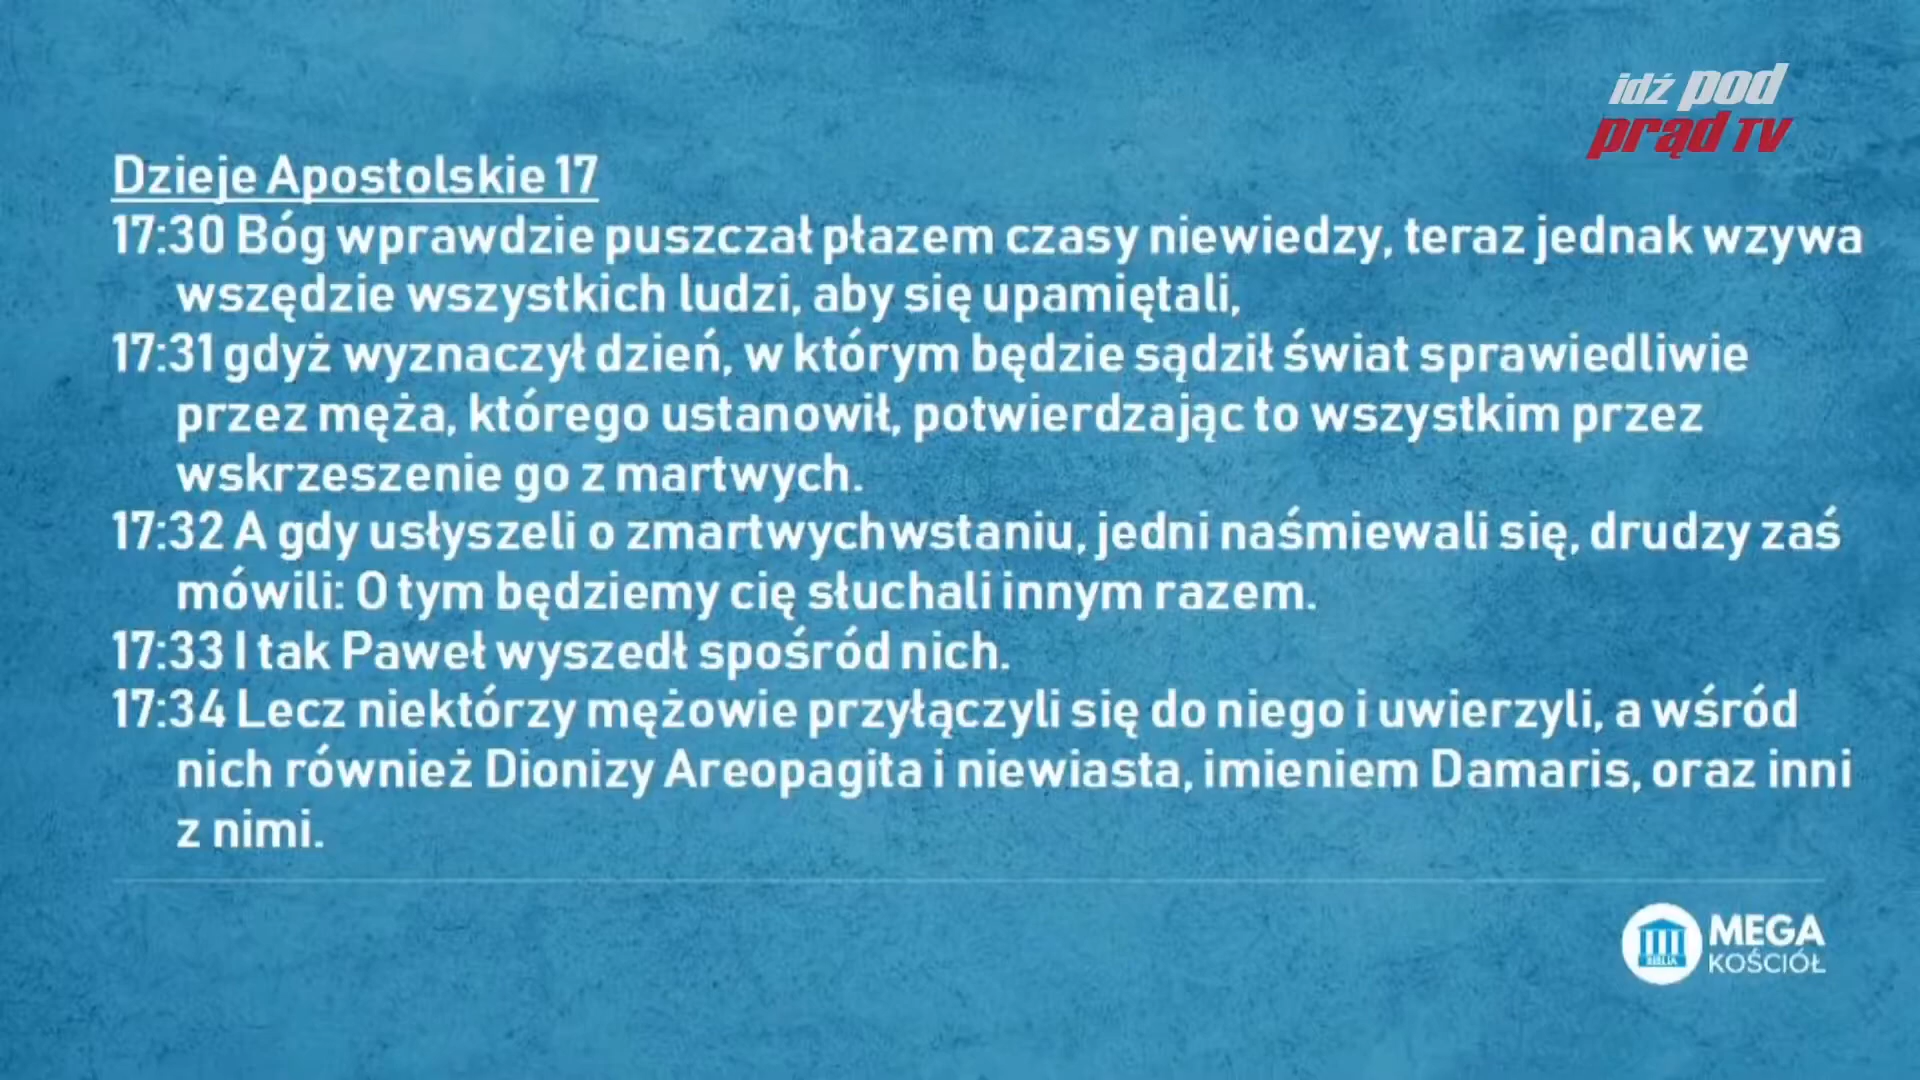 idź pod
prąd TV
Dzieje Apostolskie 17
17:30 Bóg wprawdzie puszczał płazem czasy niewiedzy, teraz jednak wzywa
wszędzie wszystkich ludzi, aby się upamiętali,
17:31 gdyż wyznaczył dzień, w którym będzie sądził świat sprawiedliwie
przez męża, którego ustanowił, potwierdzając to wszystkim przez
wskrzeszenie go z martwych.
17:32 A gdy usłyszeli o zmartwychwstaniu, jedni naśmiewali się, drudzy zaś
mówili: O tym będziemy cię słuchali innym razem.
17:33 I tak Paweł wyszedł spośród nich.
17:34 Lecz niektórzy mężowie przyłączyli się do niego i uwierzyli, a wśród
nich również Dionizy Areopagita i niewiasta, imieniem Damaris, oraz inni
z nimi.
BIBLIA
MEGA
KOŚCIÓŁ